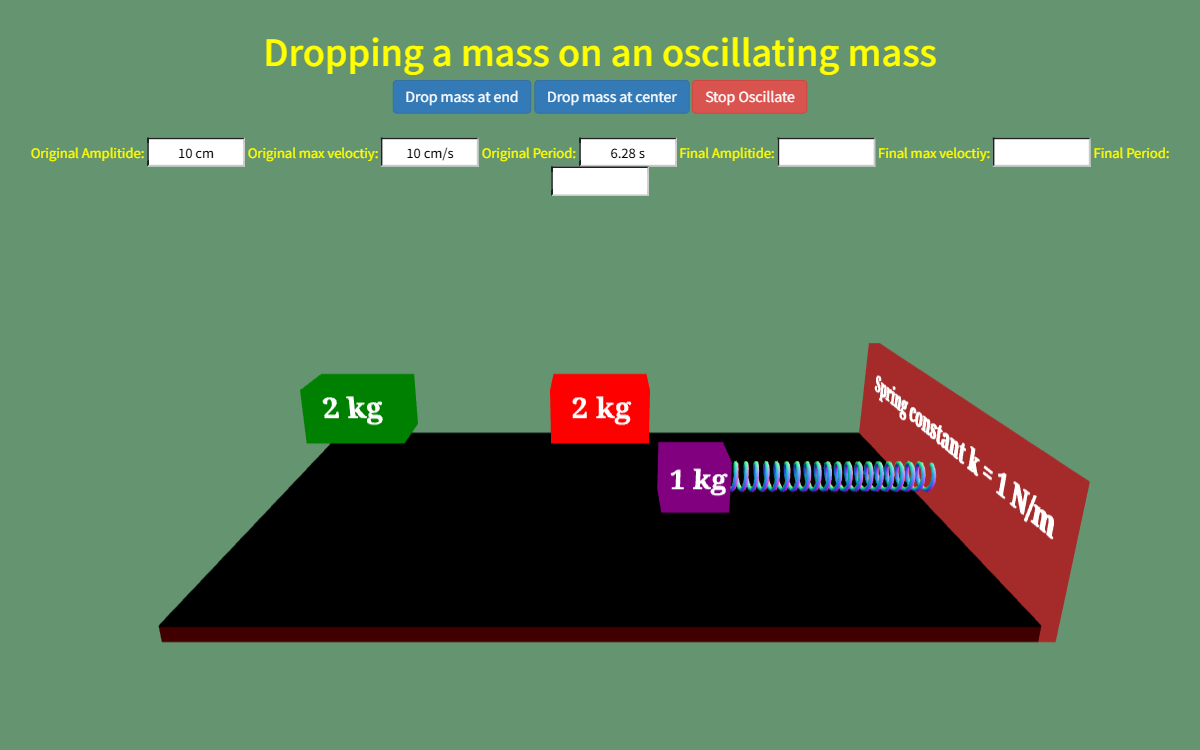 Dropping a mass on an oscillating mass
Drop mass at end Drop mass at center Stop Oscillate
Original Amplitide: 10 cm Original max veloctiy: 10 cm/s Original Period: 6.28 s Final Amplitide: Final max veloctiy: Final Period:
2 kg 2 kg
1 kg
Spring constant k = 1 N/m